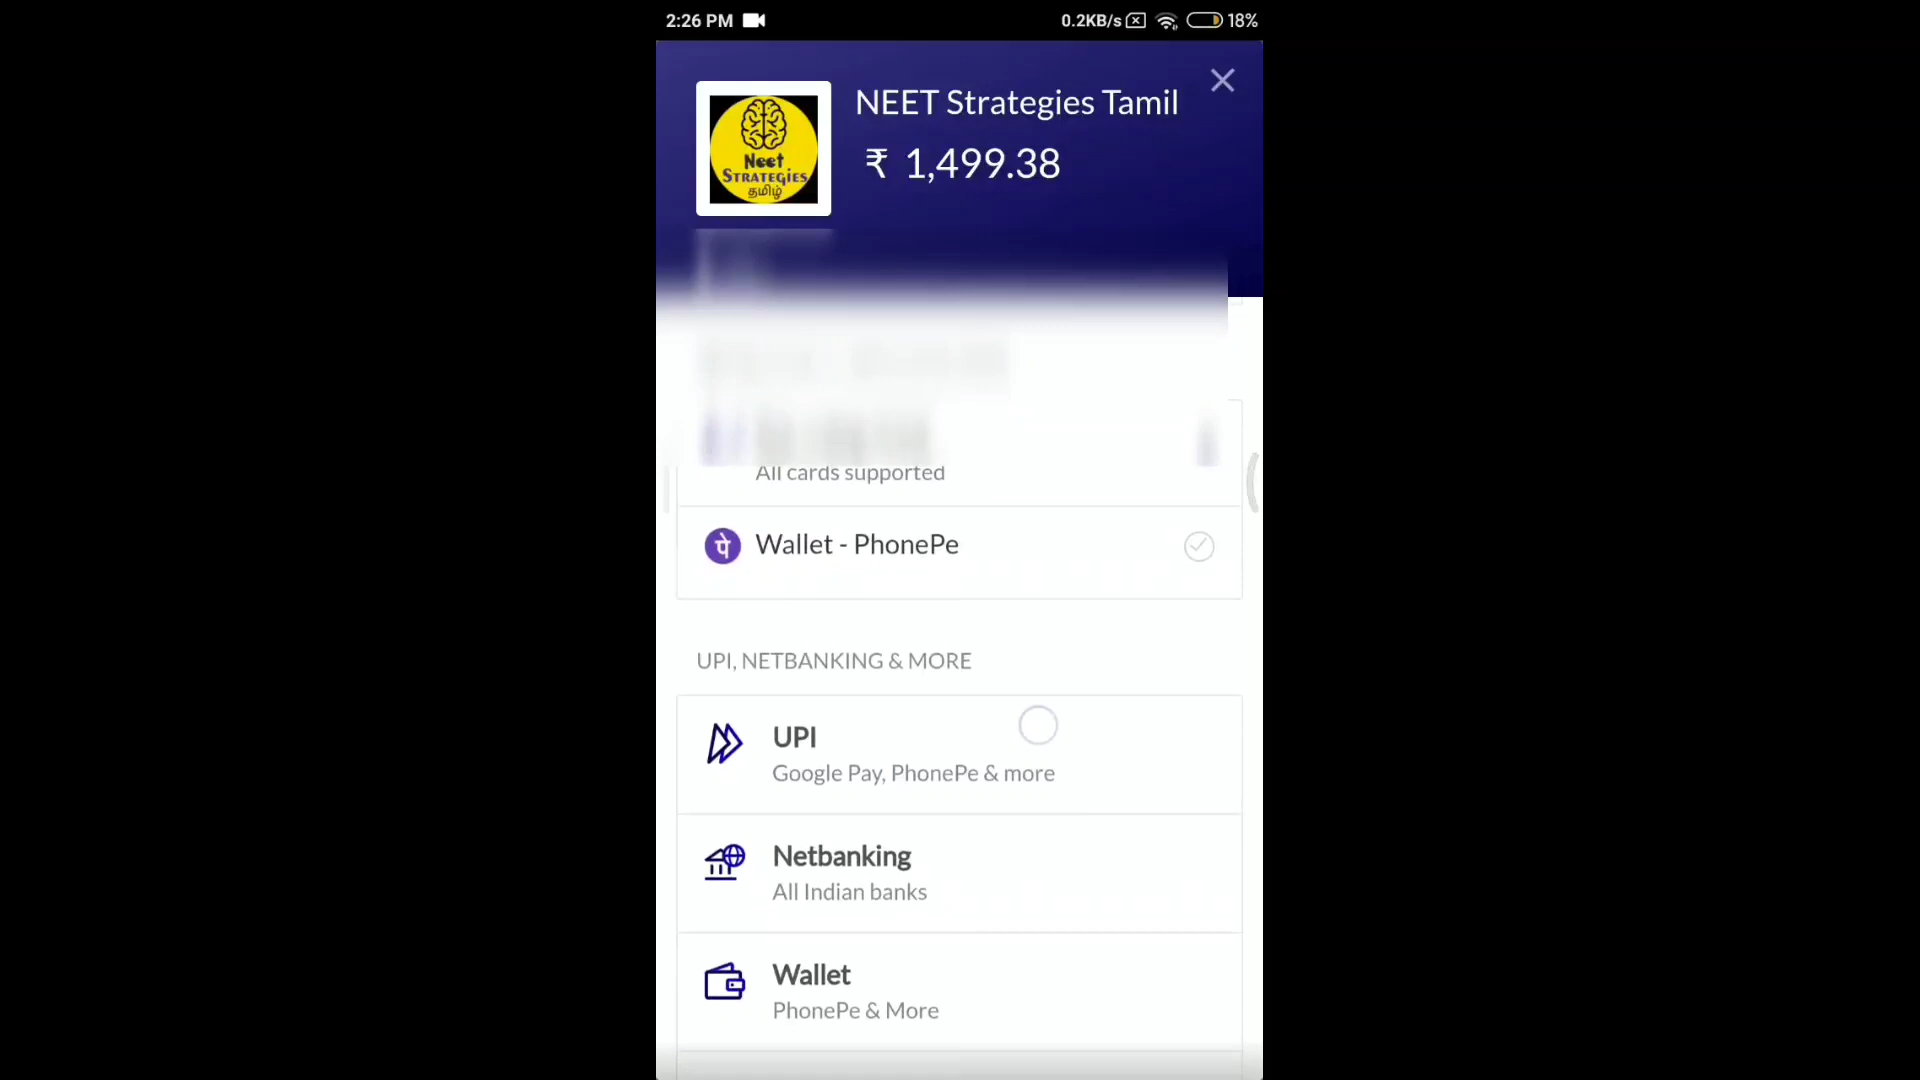 2:26 PM
0.2KB/s
18%
NEET Strategies Tamil
₹ 1,499.38
Neet
STRATEGIES
தமிழ்
All cards supported
पे
Wallet - PhonePe
UPI, NETBANKING & MORE
UPI
Google Pay, PhonePe & more
Netbanking
All Indian banks
Wallet
PhonePe & More